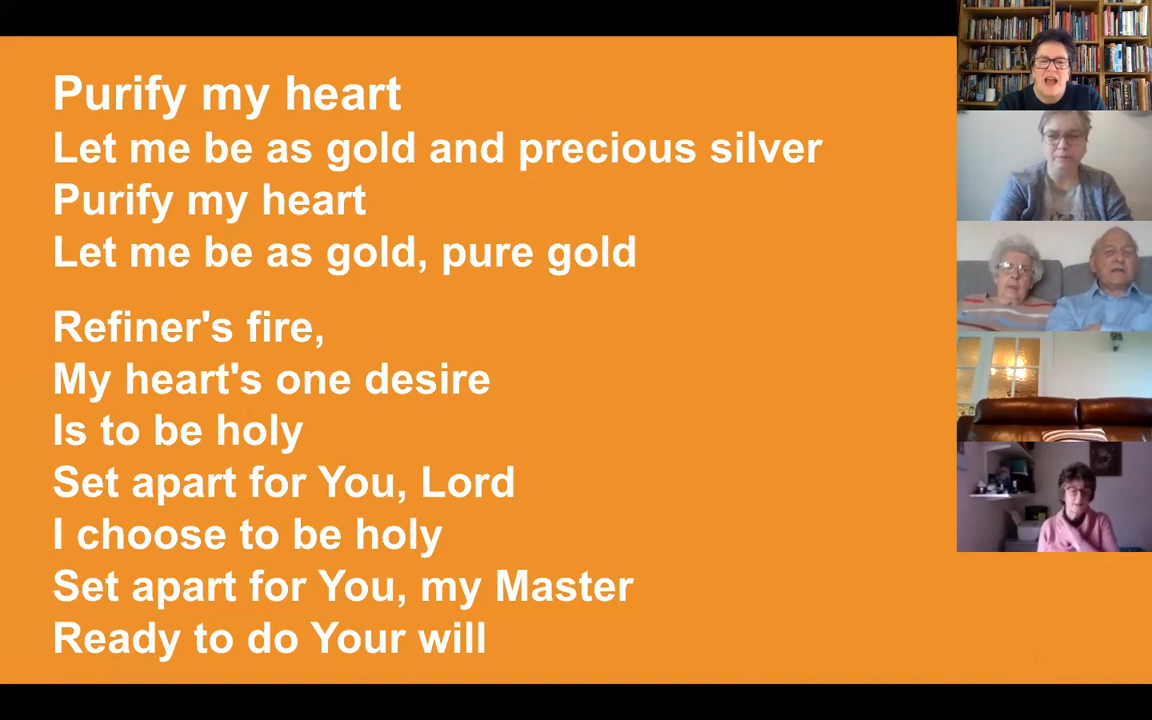 Purify my heart
Let me be as gold and precious silver
Purify my heart
Let me be as gold, pure gold
Refiner's fire,
My heart's one desire
Is to be holy
Set apart for You, Lord
I choose to be holy
Set apart for You, my Master
Ready to do Your will